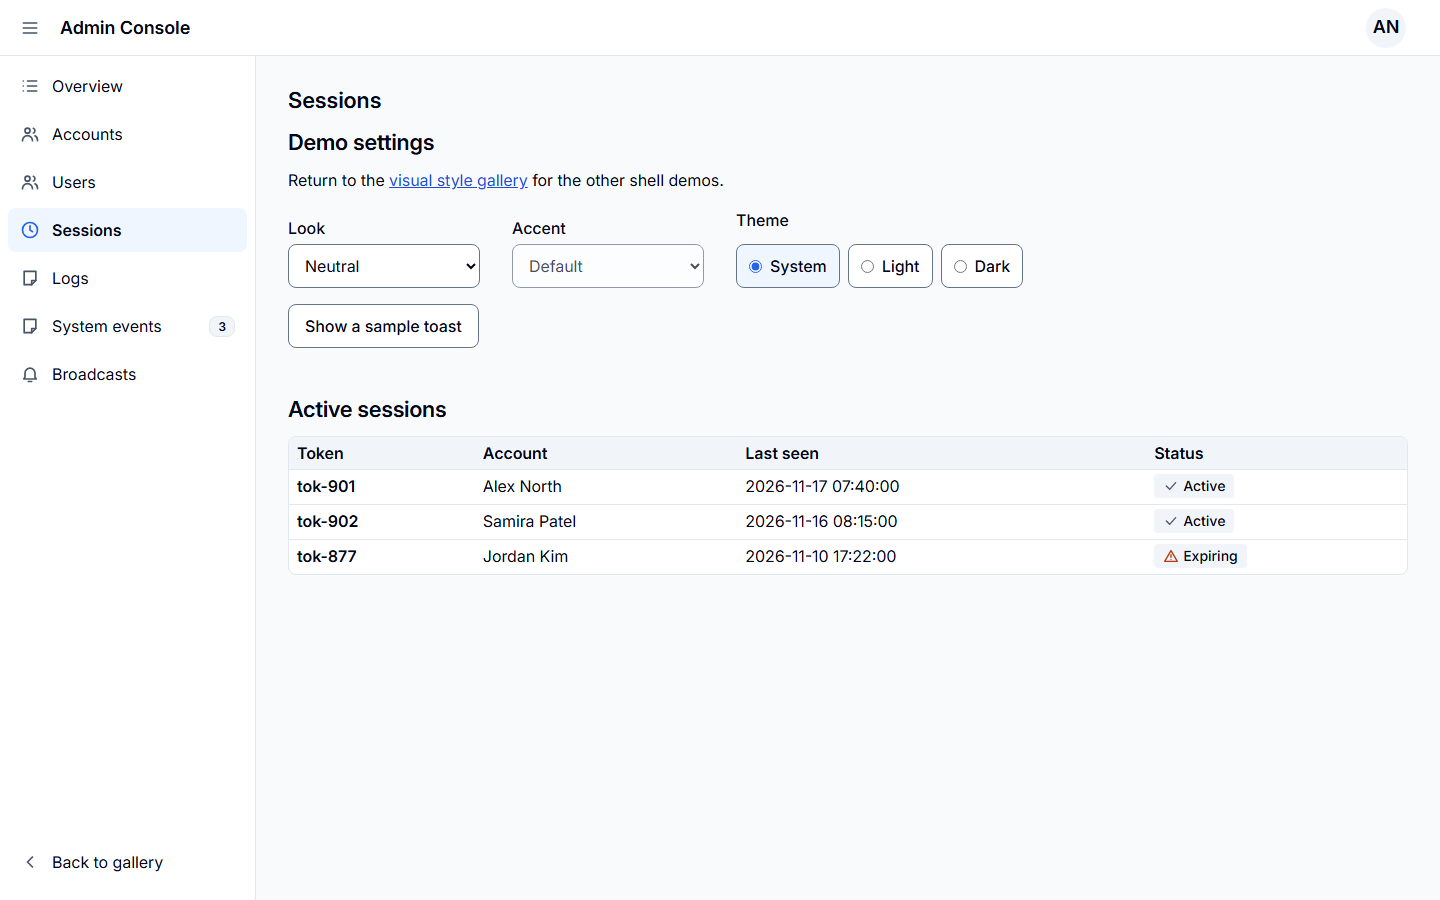 Admin Console
AN
Overview
Accounts
Users
Sessions
Logs
System events 3
Broadcasts
Back to gallery
Sessions
Demo settings
Return to the visual style gallery for the other shell demos.
Look Accent Theme
Neutral Default System Light Dark
Show a sample toast
Active sessions
Token Account Last seen Status
tok-901 Alex North 2026-11-17 07:40:00 Active
tok-902 Samira Patel 2026-11-16 08:15:00 Active
tok-877 Jordan Kim 2026-11-10 17:22:00 Expiring